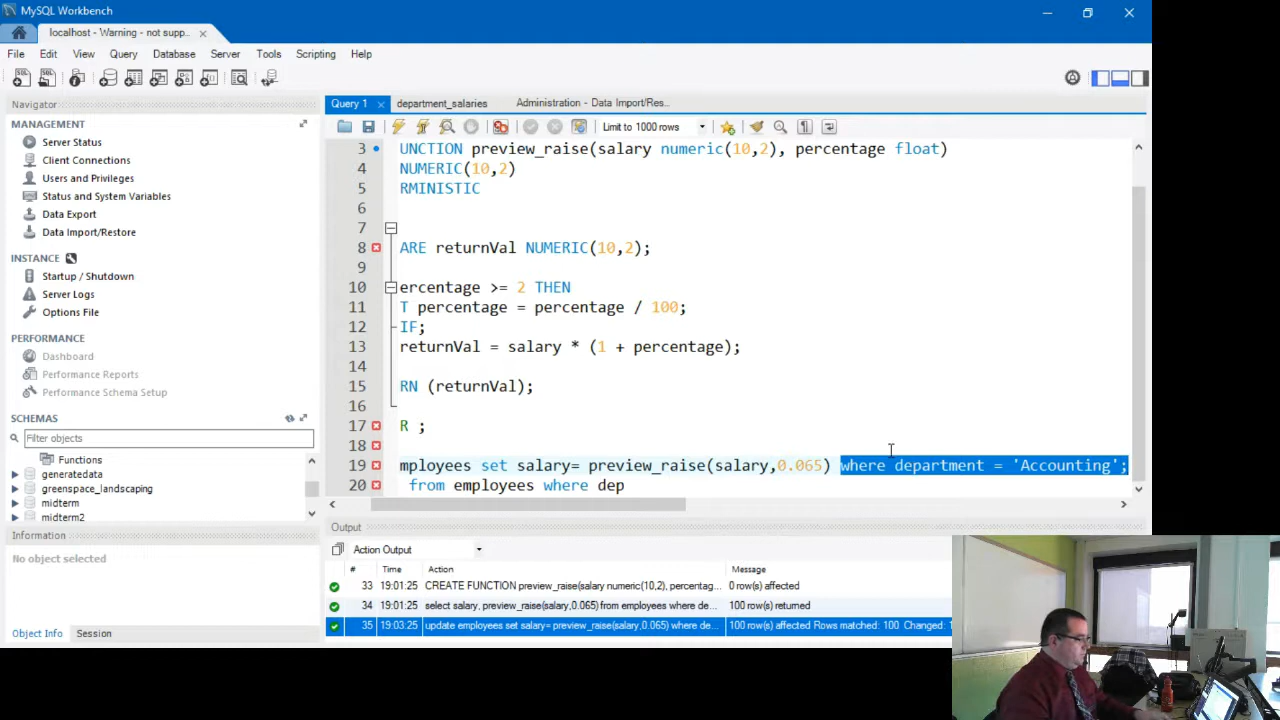 MySQL Workbench
localhost - Warning - not supp..
File Edit View Query Database Server Tools Scripting Help
Navigator
MANAGEMENT
Server Status
Client Connections
Users and Privileges
Status and System Variables
Data Export
Data Import/Restore
INSTANCE
Startup / Shutdown
Server Logs
Options File
PERFORMANCE
Dashboard
Performance Reports
Performance Schema Setup
SCHEMAS
Filter objects
Functions
generatedata
greenspace_landscaping
midterm
midterm2
Information
No object selected
Object Info Session
Query 1 department_salaries Administration - Data Import/Res..
Limit to 1000 rows
3 UNCTION preview_raise(salary numeric(10,2), percentage float)
4 NUMERIC(10,2)
5 RMINISTIC
6
7
8 ARE returnVal NUMERIC(10,2);
9
10 ercentage >= 2 THEN
11 T percentage = percentage / 100;
12 IF;
13 returnVal = salary * (1 + percentage);
14
15 RN (returnVal);
16
17 R ;
18
19 mployees set salary= preview_raise(salary,0.065) where department = 'Accounting';
20 from employees where dep
Output
Action Output
# Time Action Message
33 19:01:25 CREATE FUNCTION preview_raise(salary numeric(10,2), percentag... 0 row(s) affected
34 19:01:25 select salary, preview_raise(salary,0.065) from employees where de... 100 row(s) returned
35 19:03:25 update employees set salary= preview_raise(salary,0.065) where de... 100 row(s) affected Rows matched: 100 Changed: 1